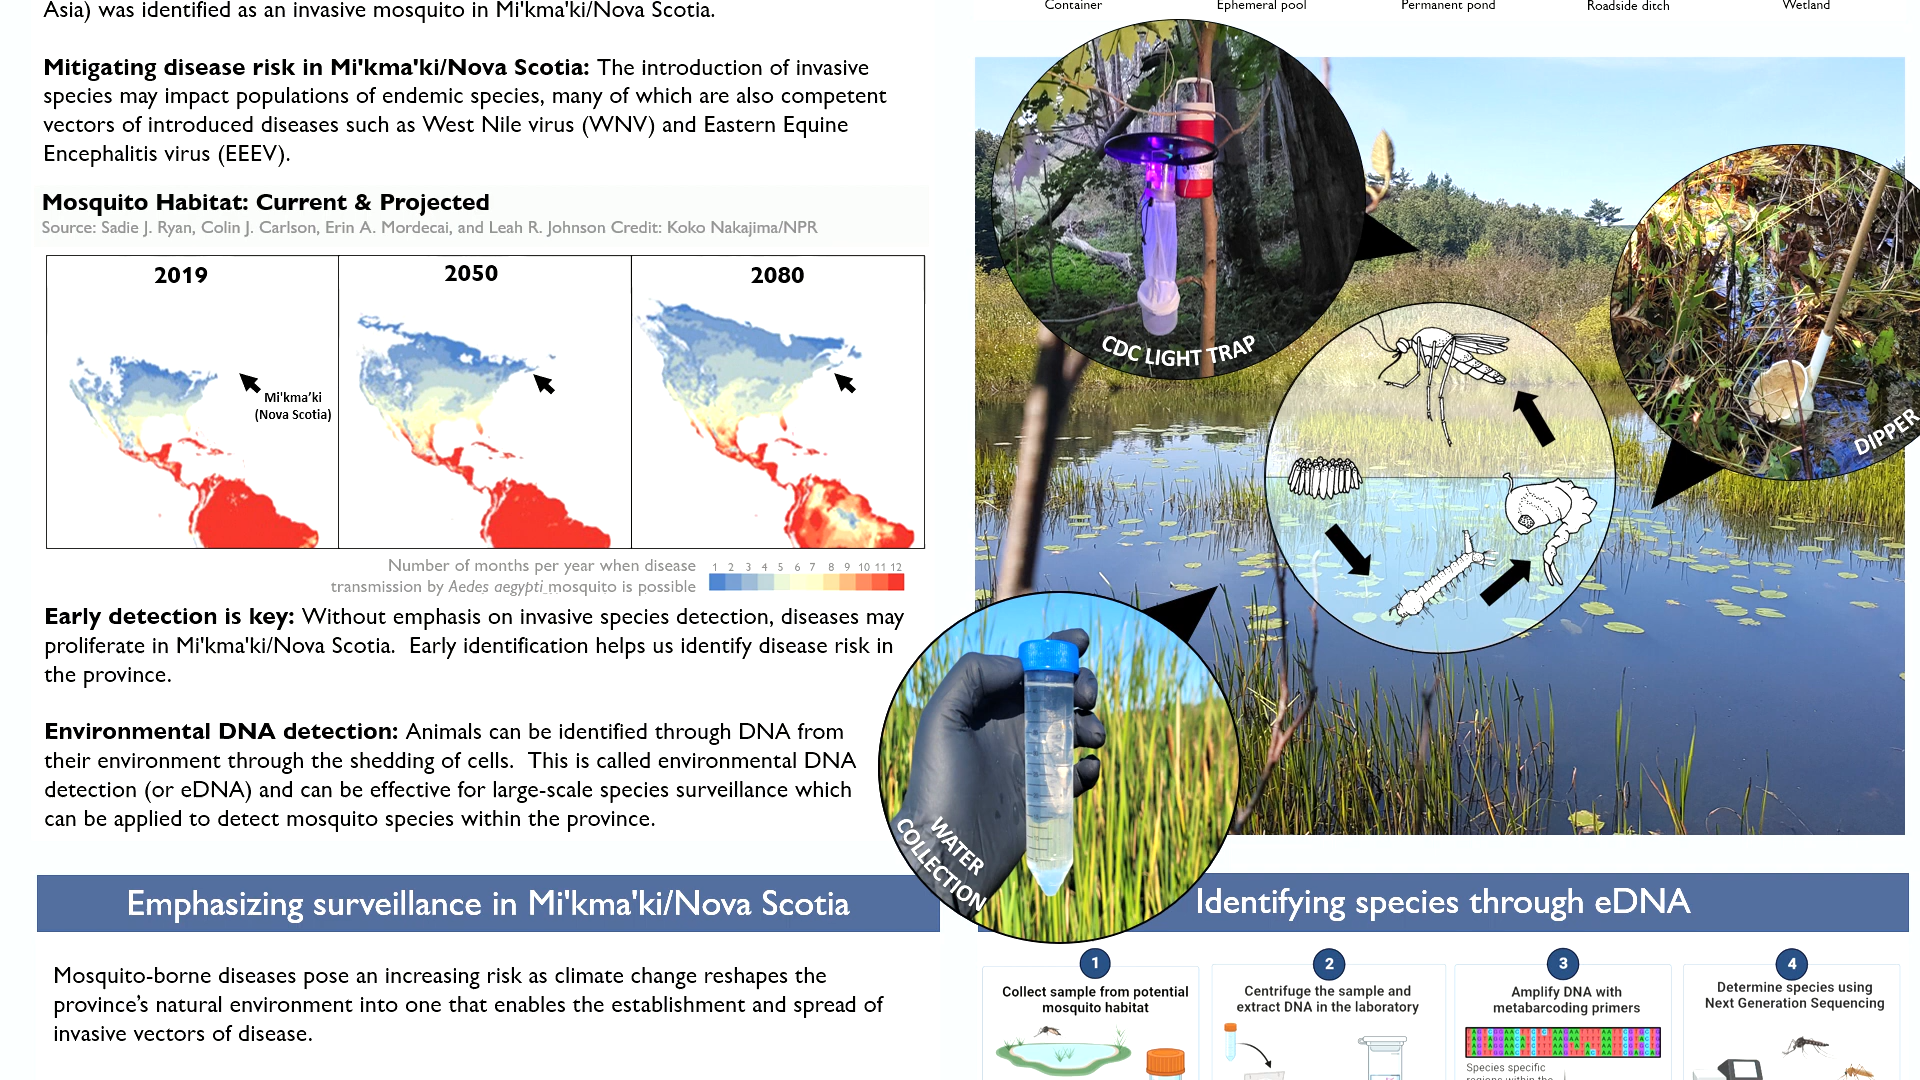 Asia) was identified as an invasive mosquito in Mi'kma'ki/Nova Scotia.
Mitigating disease risk in Mi'kma'ki/Nova Scotia: The introduction of invasive
species may impact populations of endemic species, many of which are also competent
vectors of introduced diseases such as West Nile virus (WNV) and Eastern Equine
Encephalitis virus (EEEV).
Mosquito Habitat: Current & Projected
Source: Sadie J. Ryan, Colin J. Carlson, Erin A. Mordecai, and Leah R. Johnson Credit: Koko Nakajima/NPR
2019
2050
2080
Mi'kma'ki
(Nova Scotia)
Number of months per year when disease
transmission by Aedes aegypti mosquito is possible
1 2 3 4 5 6 7 8 9 10 11 12
Early detection is key: Without emphasis on invasive species detection, diseases may
proliferate in Mi'kma'ki/Nova Scotia. Early identification helps us identify disease risk in
the province.
Environmental DNA detection: Animals can be identified through DNA from
their environment through the shedding of cells. This is called environmental DNA
detection (or eDNA) and can be effective for large-scale species surveillance which
can be applied to detect mosquito species within the province.
Emphasizing surveillance in Mi'kma'ki/Nova Scotia
Mosquito-borne diseases pose an increasing risk as climate change reshapes the
province's natural environment into one that enables the establishment and spread of
invasive vectors of disease.
Container
Ephemeral pool
Permanent pond
Roadside ditch
Wetland
CDC LIGHT TRAP
DIPPER
WATER
COLLECTION
Identifying species through eDNA
1
Collect sample from potential
mosquito habitat
2
Centrifuge the sample and
extract DNA in the laboratory
3
Amplify DNA with
metabarcoding primers
Species specific
regions within the
4
Determine species using
Next Generation Sequencing